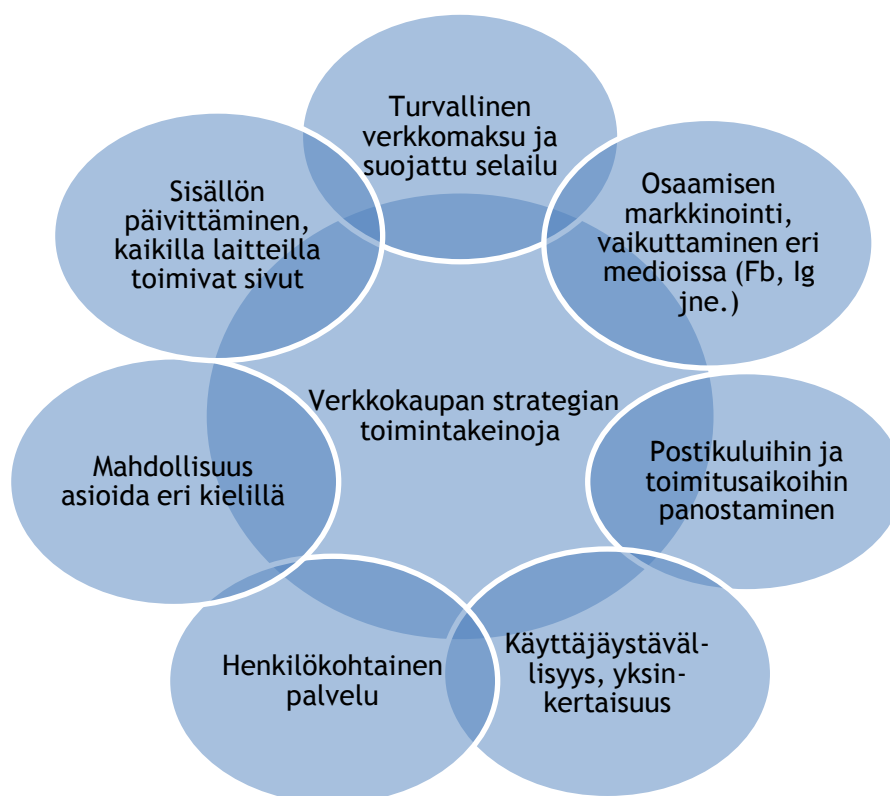 Turvallinen
verkkomaksu ja
suojattu selailu
Osaamisen
markkinointi,
vaikuttaminen eri
medioissa (Fb, Ig
jne.)
Postikuluihin ja
toimitusaikoihin
panostaminen
Käyttäjäystäväl-
lisyys, yksin-
kertaisuus
Henkilökohtainen
palvelu
Mahdollisuus
asioida eri kielillä
Sisällön
päivittäminen,
kaikilla laitteilla
toimivat sivut
Verkkokaupan strategian
toimintakeinoja